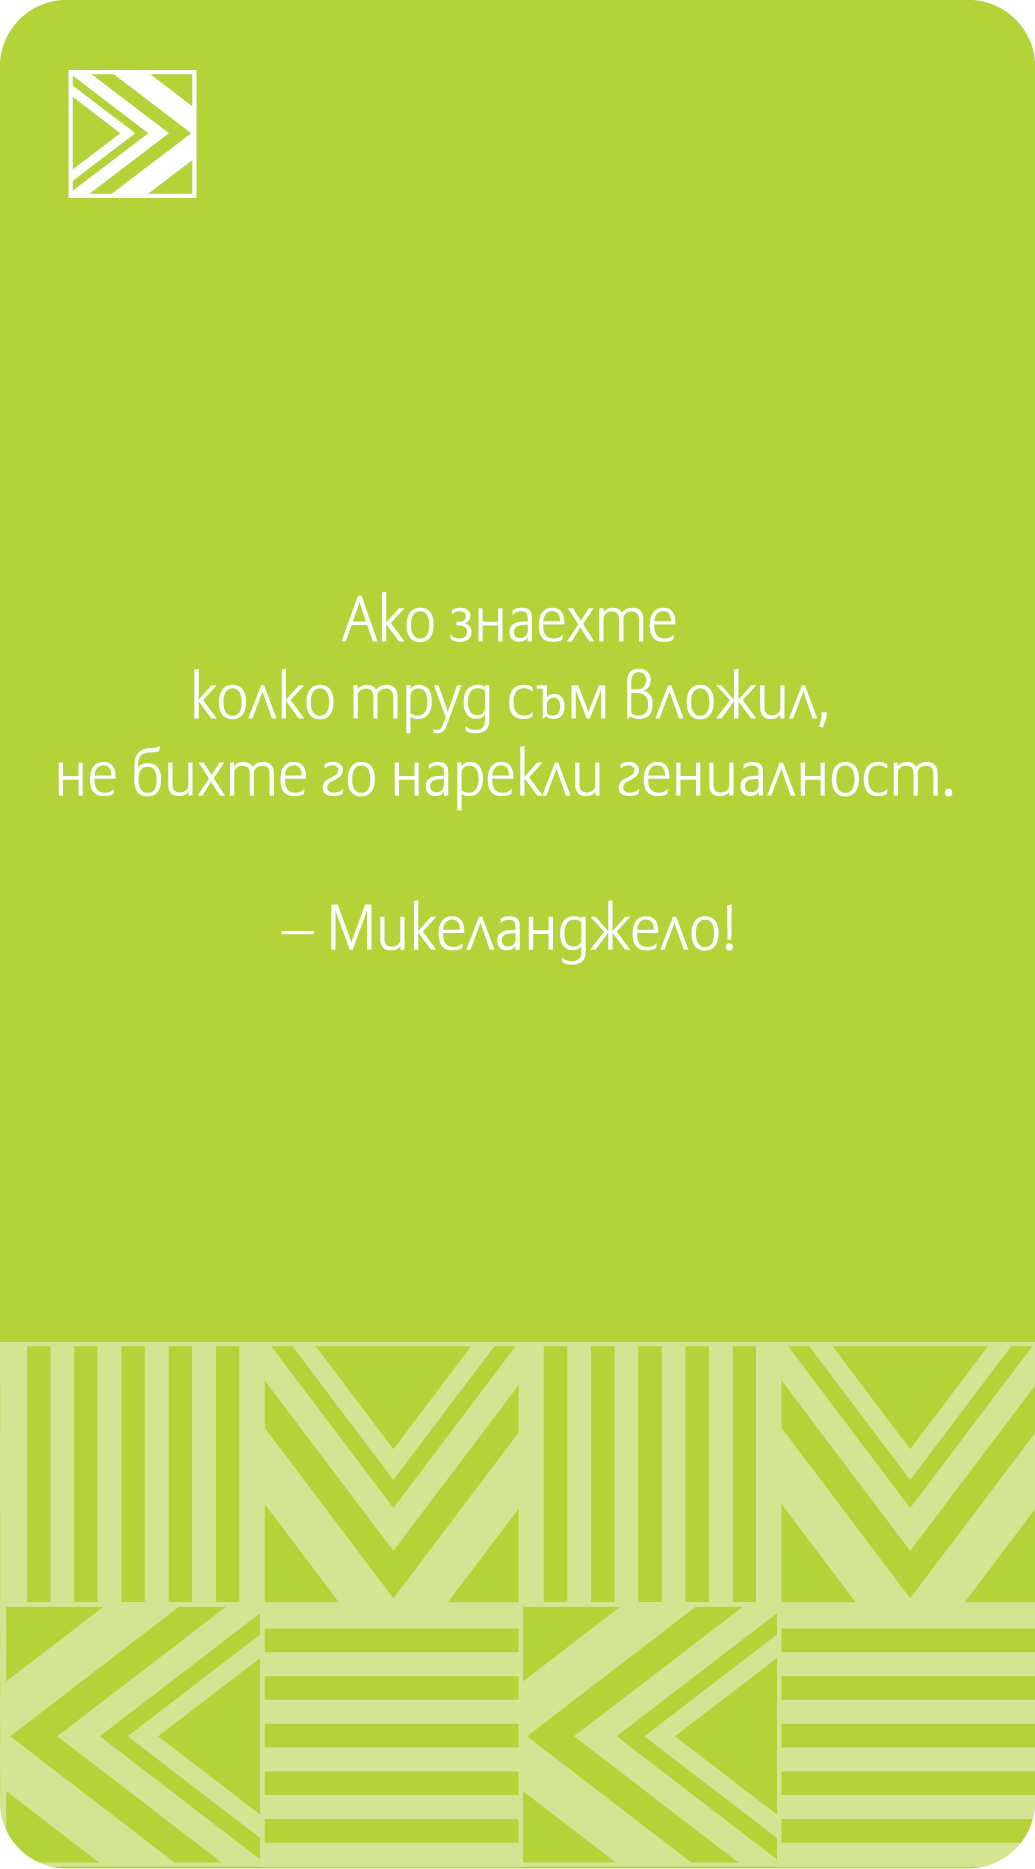 Ако знаехте
колко труд съм вложил,
не бихте го нарекли гениалност.
– Микеланджело!